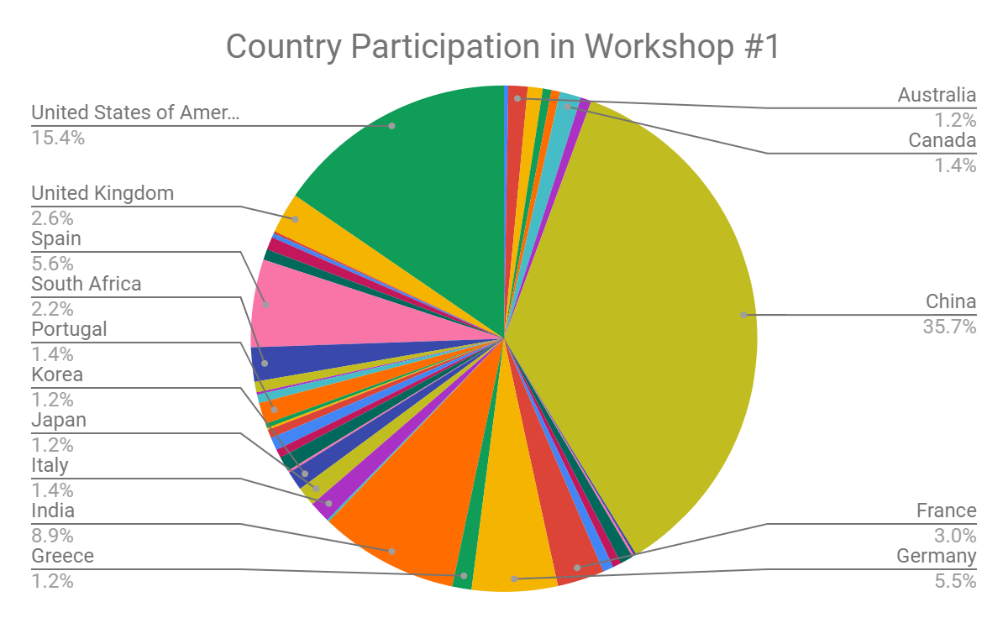 Country Participation in Workshop #1
United States of Amer...
15.4%
United Kingdom
2.6%
Spain
5.6%
South Africa
2.2%
Portugal
1.4%
Korea
1.2%
Japan
1.2%
Italy
1.4%
India
8.9%
Greece
1.2%
Australia
1.2%
Canada
1.4%
China
35.7%
France
3.0%
Germany
5.5%